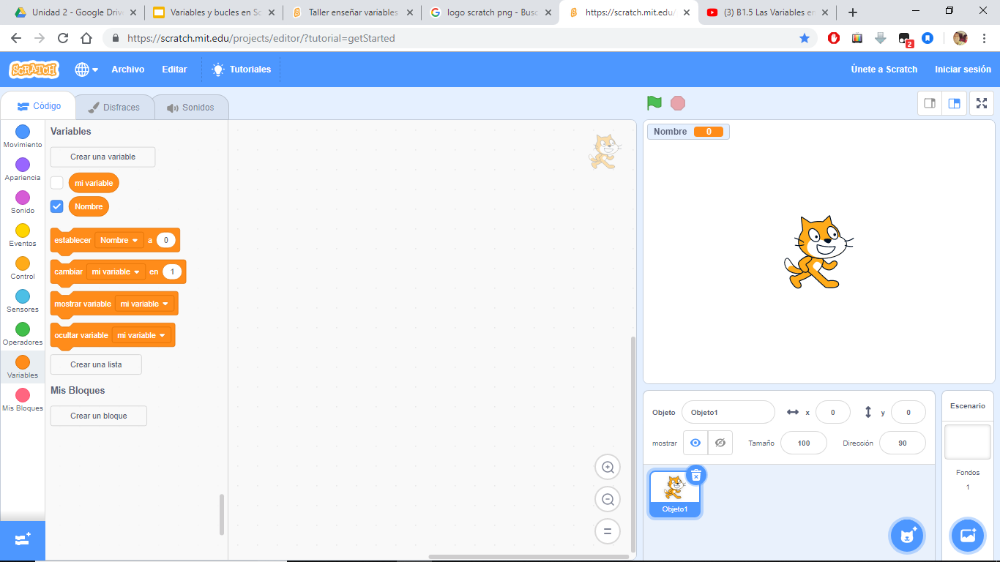 Unidad 2 - Google Driv
Variables y bucles en Sc
Taller enseñar variables
logo scratch png - Busc
https://scratch.mit.edu/
(3) B1.5 Las Variables en
https://scratch.mit.edu/projects/editor/?tutorial=getStarted
2
SCRATCH
Archivo
Editar
Tutoriales
Únete a Scratch
Iniciar sesión
Código
Disfraces
Sonidos
Movimiento
Apariencia
Sonido
Eventos
Control
Sensores
Operadores
Variables
Mis Bloques
Variables
Crear una variable
mi variable
Nombre
establecer Nombre a 0
cambiar mi variable en 1
mostrar variable mi variable
ocultar variable mi variable
Crear una lista
Mis Bloques
Crear un bloque
Nombre 0
Objeto Objeto1 x 0 y 0
mostrar Tamaño 100 Dirección 90
Objeto1
Escenario
Fondos
1